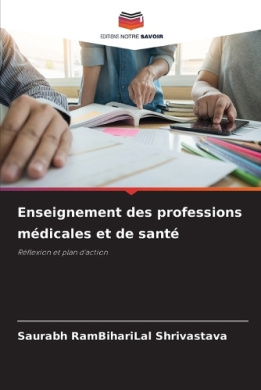 EDITIONS NOTRE SAVOIR
Enseignement des professions
médicales et de santé
Réflexion et plan d'action
Saurabh RamBihariLal Shrivastava